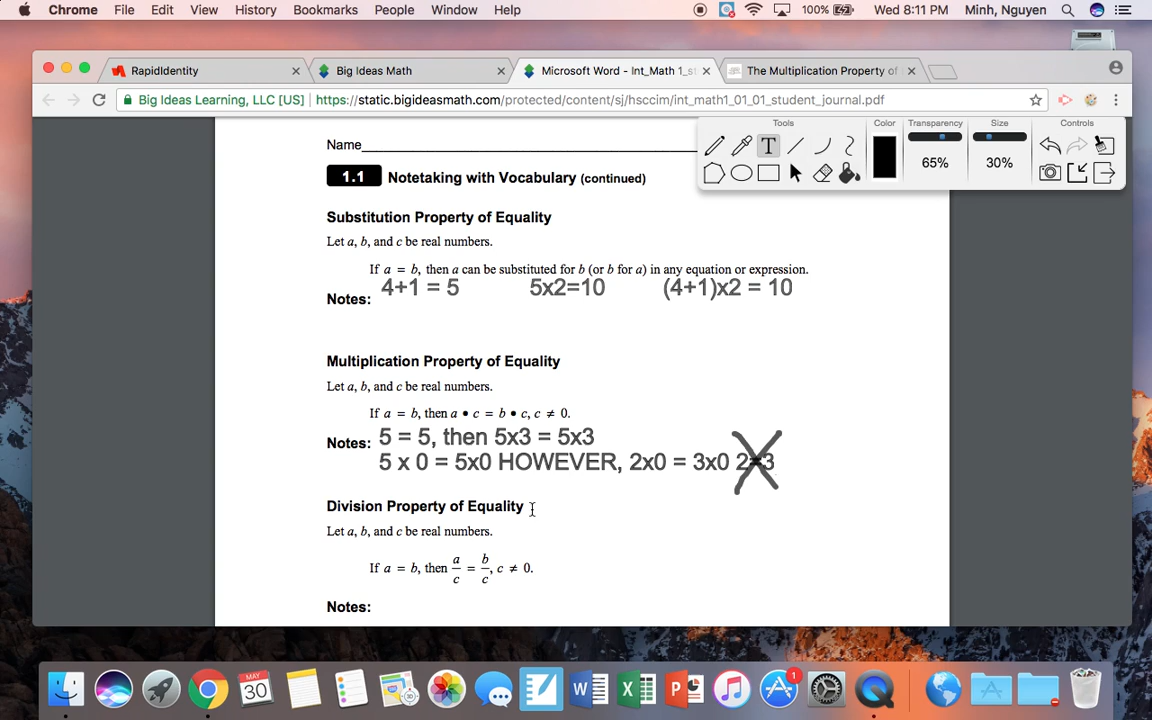 Chrome File Edit View History Bookmarks People Window Help 100% Wed 8:11 PM Minh, Nguyen
RapidIdentity Big Ideas Math Microsoft Word - Int_Math 1_s The Multiplication Property of
Big Ideas Learning, LLC [US] https://static.bigideasmath.com/protected/content/sj/hsccim/int_math1_01_01_student_journal.pdf
Tools Color Transparency Size Controls
T 65% 30%
Name
1.1 Notetaking with Vocabulary (continued)
Substitution Property of Equality
Let a, b, and c be real numbers.
If a = b, then a can be substituted for b (or b for a) in any equation or expression.
4+1 = 5 5x2=10 (4+1)x2 = 10
Notes:
Multiplication Property of Equality
Let a, b, and c be real numbers.
If a = b, then a • c = b • c, c ≠ 0.
Notes: 5 = 5, then 5x3 = 5x3
5 x 0 = 5x0 HOWEVER, 2x0 = 3x0 2=3
Division Property of Equality
Let a, b, and c be real numbers.
If a = b, then a/c = b/c, c ≠ 0.
Notes:
MAY 30 W X P 1